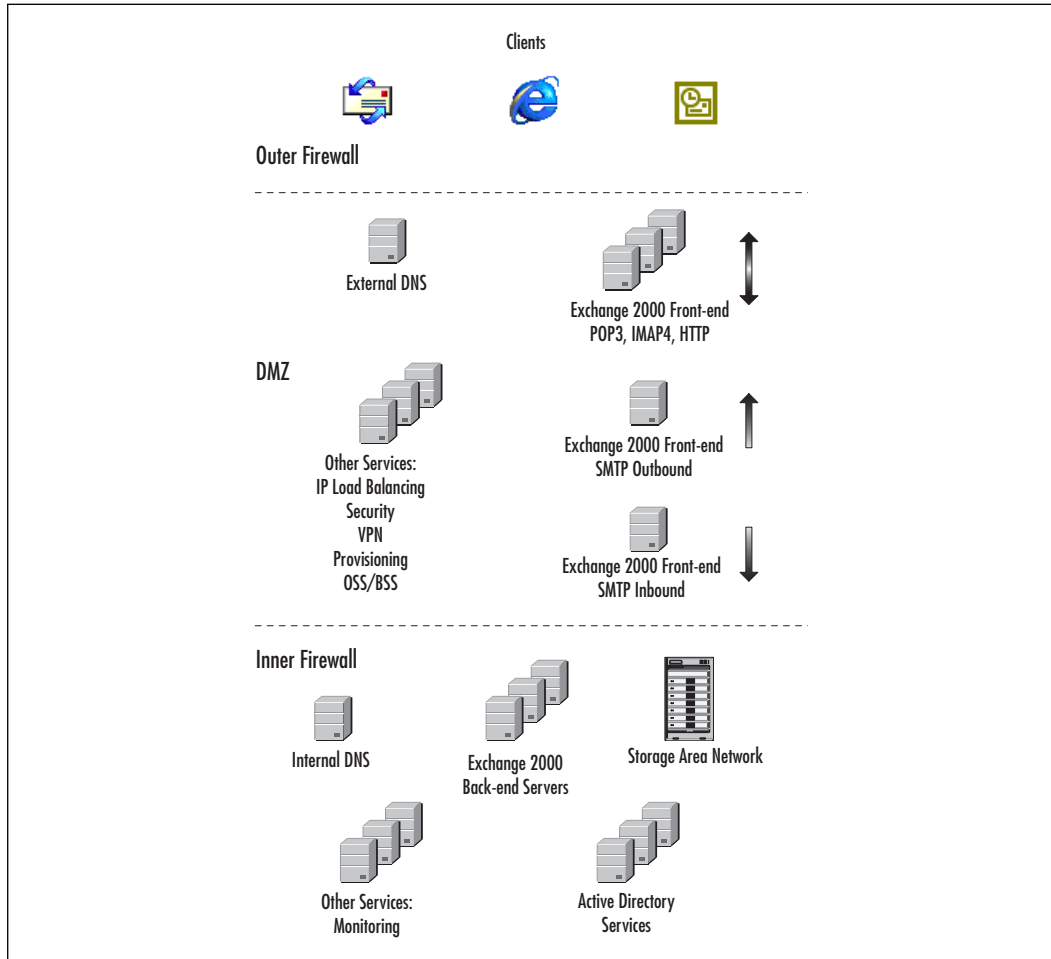 Clients
Outer Firewall
External DNS
Exchange 2000 Front-end
POP3, IMAP4, HTTP
DMZ
Other Services:
IP Load Balancing
Security
VPN
Provisioning
OSS/BSS
Exchange 2000 Front-end
SMTP Outbound
Exchange 2000 Front-end
SMTP Inbound
Inner Firewall
Internal DNS
Exchange 2000
Back-end Servers
Storage Area Network
Other Services:
Monitoring
Active Directory
Services